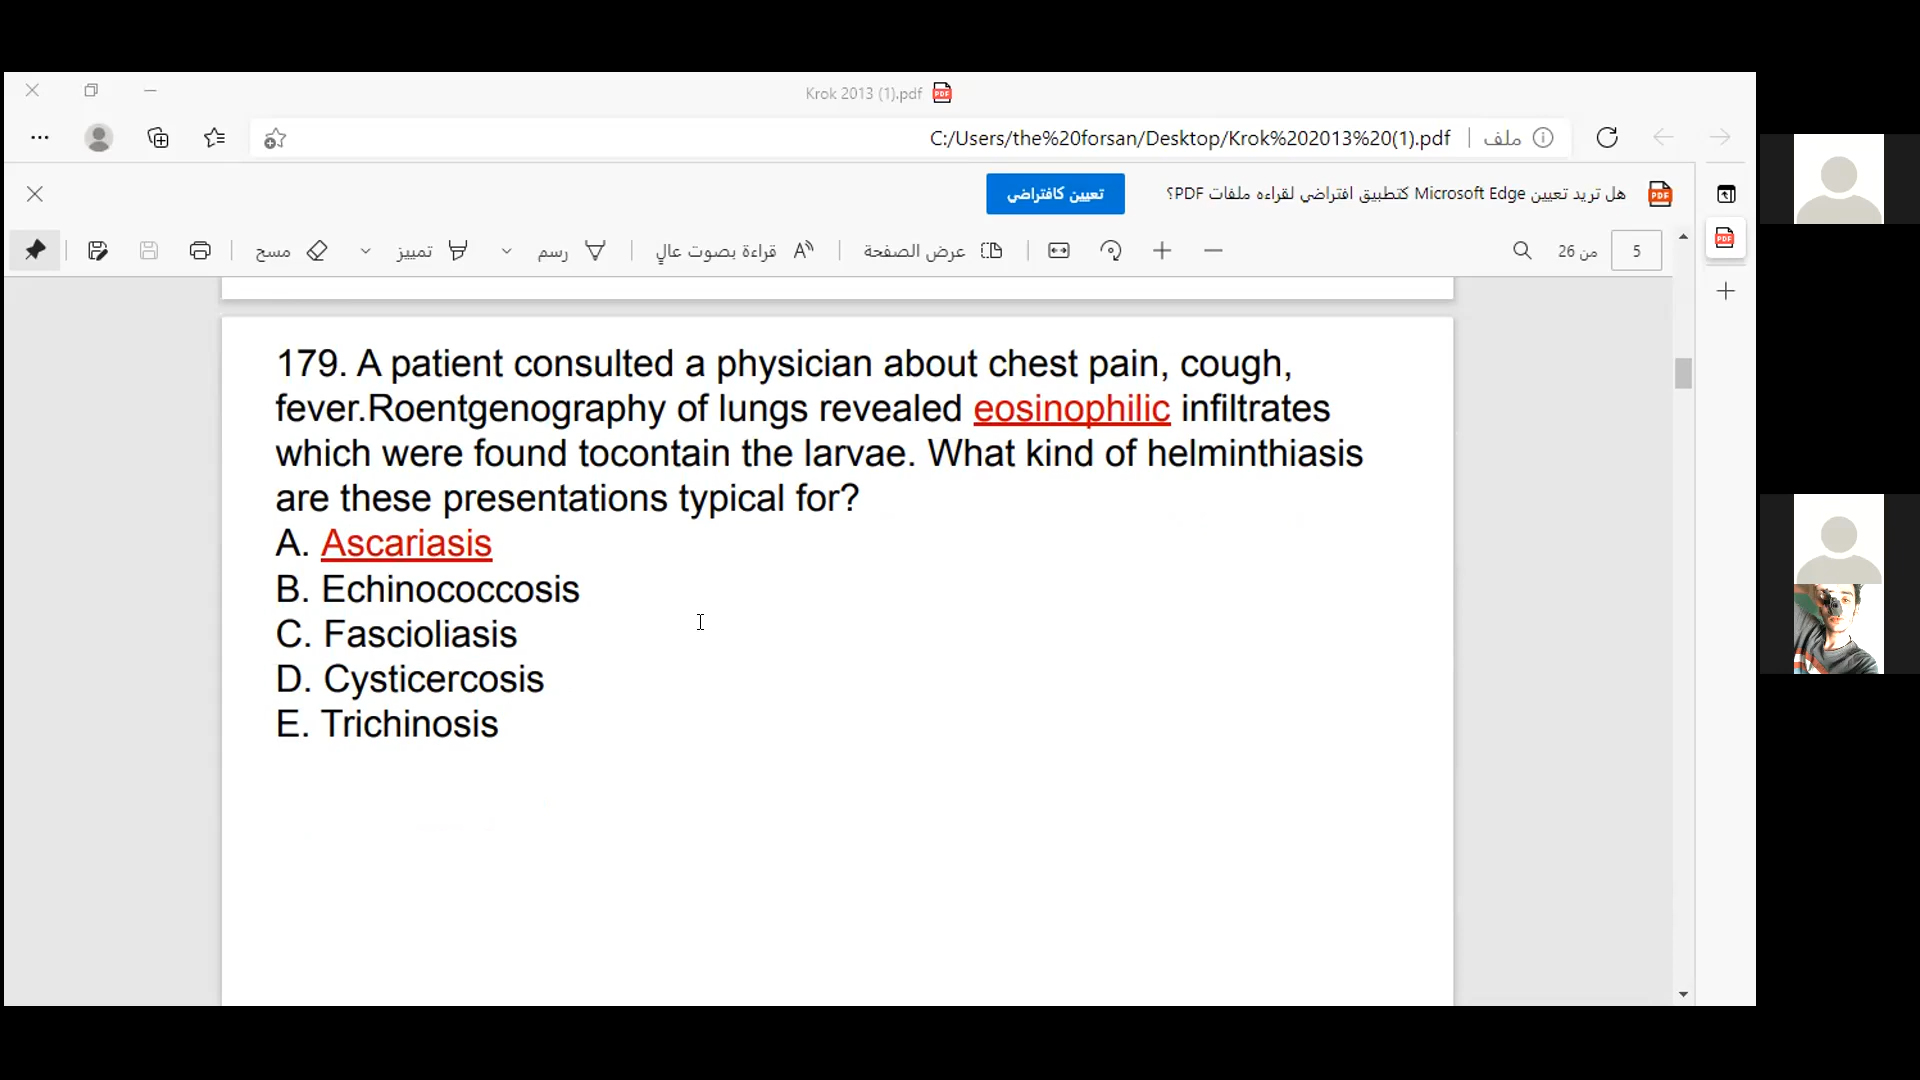 Krok 2013 (1).pdf
C:/Users/the%20forsan/Desktop/Krok%202013%20(1).pdf | ملف
هل تريد تعيين Microsoft Edge كتطبيق افتراضي لقراءه ملفات PDF؟
تعيين كافتراضي
5 من 26
عرض الصفحة
قراءة بصوت عالٍ
رسم
تمييز
مسح
179. A patient consulted a physician about chest pain, cough,
fever.Roentgenography of lungs revealed eosinophilic infiltrates
which were found tocontain the larvae. What kind of helminthiasis
are these presentations typical for?
A. Ascariasis
B. Echinococcosis
C. Fascioliasis
D. Cysticercosis
E. Trichinosis